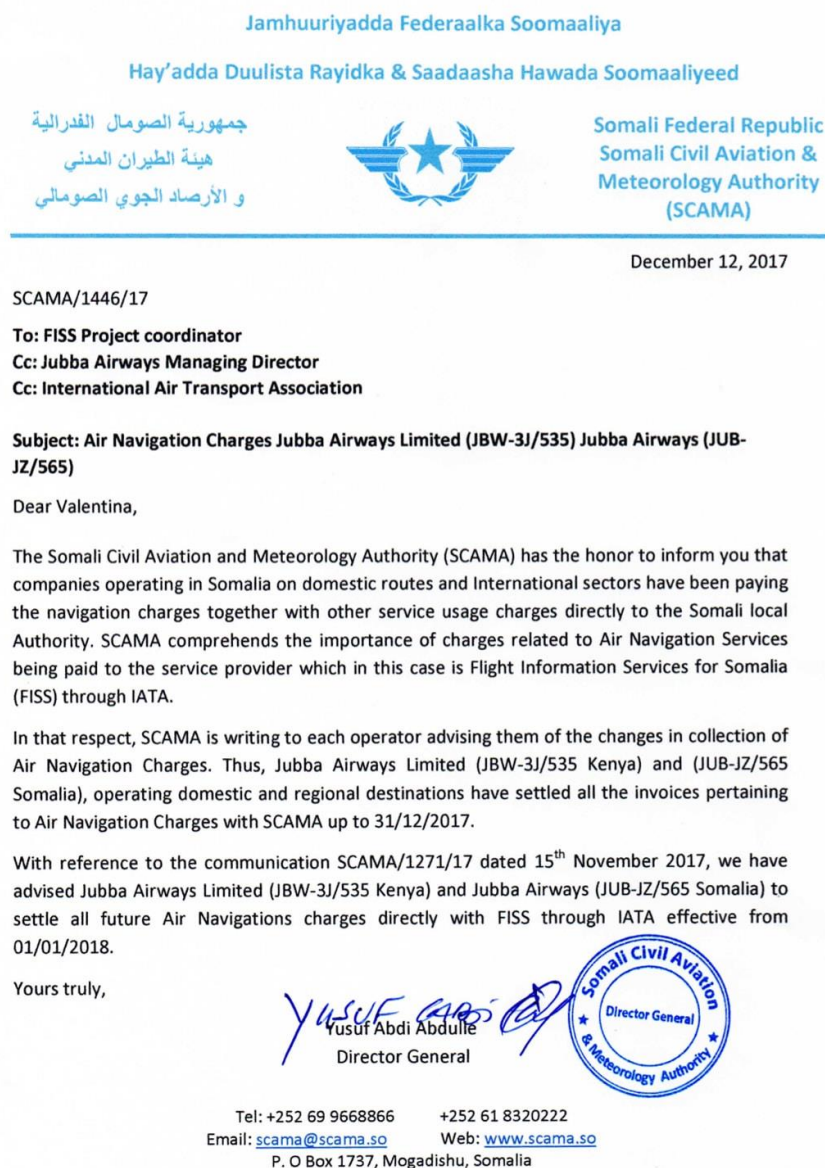 Jamhuuriyadda Federaalka Soomaaliya
Hay'adda Duulista Rayidka & Saadaasha Hawada Soomaaliyeed
جمهورية الصومال الفدرالية
هيئة الطيران المدني
و الأرصاد الجوي الصومالي
Somali Federal Republic
Somali Civil Aviation &
Meteorology Authority
(SCAMA)
December 12, 2017
SCAMA/1446/17
To: FISS Project coordinator
Cc: Jubba Airways Managing Director
Cc: International Air Transport Association
Subject: Air Navigation Charges Jubba Airways Limited (JBW-3J/535) Jubba Airways (JUB-
JZ/565)
Dear Valentina,
The Somali Civil Aviation and Meteorology Authority (SCAMA) has the honor to inform you that
companies operating in Somalia on domestic routes and International sectors have been paying
the navigation charges together with other service usage charges directly to the Somali local
Authority. SCAMA comprehends the importance of charges related to Air Navigation Services
being paid to the service provider which in this case is Flight Information Services for Somalia
(FISS) through IATA.
In that respect, SCAMA is writing to each operator advising them of the changes in collection of
Air Navigation Charges. Thus, Jubba Airways Limited (JBW-3J/535 Kenya) and (JUB-JZ/565
Somalia), operating domestic and regional destinations have settled all the invoices pertaining
to Air Navigation Charges with SCAMA up to 31/12/2017.
With reference to the communication SCAMA/1271/17 dated 15th November 2017, we have
advised Jubba Airways Limited (JBW-3J/535 Kenya) and Jubba Airways (JUB-JZ/565 Somalia) to
settle all future Air Navigations charges directly with FISS through IATA effective from
01/01/2018.
Yours truly,
YUSUF
Yusuf Abdi Abdulle
Director General
Somali Civil Aviation
Director General
& Meteorology Authority
Tel: +252 69 9668866 +252 61 8320222
Email: scama@scama.so Web: www.scama.so
P. O Box 1737, Mogadishu, Somalia